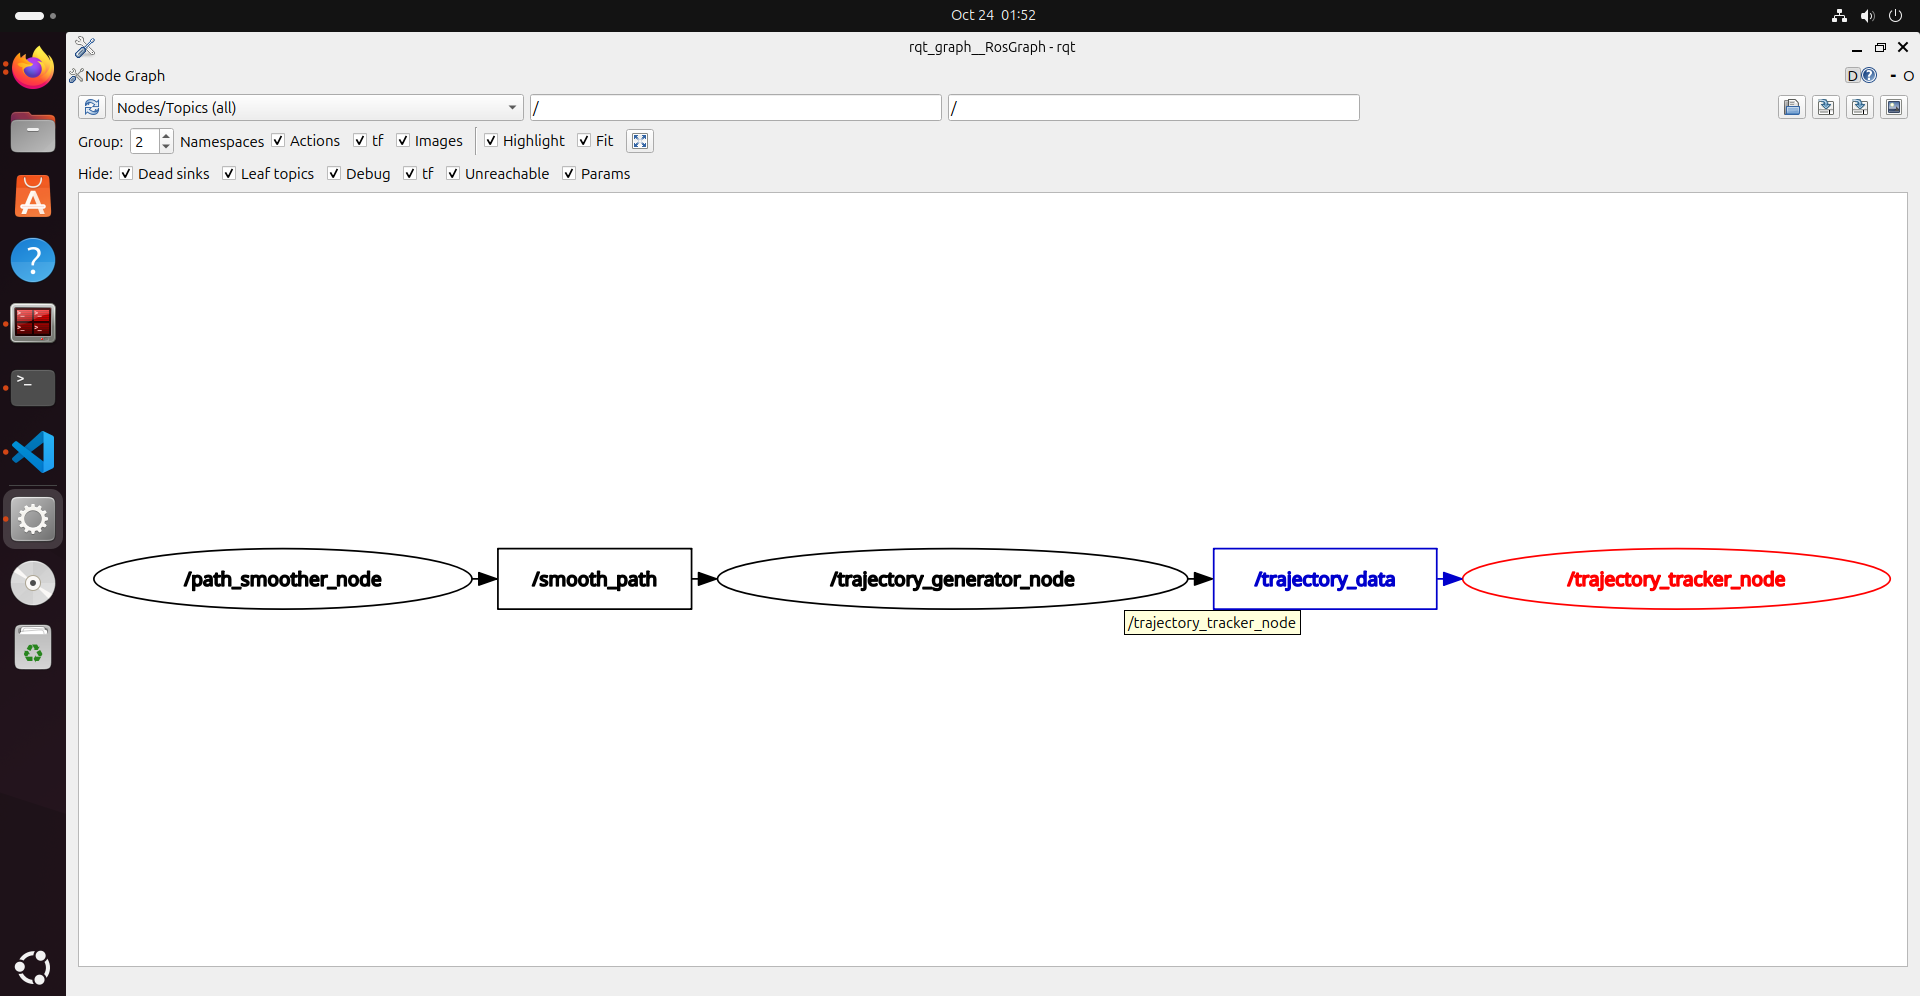 Oct 24 01:52
rqt_graph__RosGraph - rqt
Node Graph
D ? - O
Nodes/Topics (all) / /
Group: 2 Namespaces Actions tf Images Highlight Fit
Hide: Dead sinks Leaf topics Debug tf Unreachable Params
/path_smoother_node /smooth_path /trajectory_generator_node /trajectory_data /trajectory_tracker_node
/trajectory_tracker_node